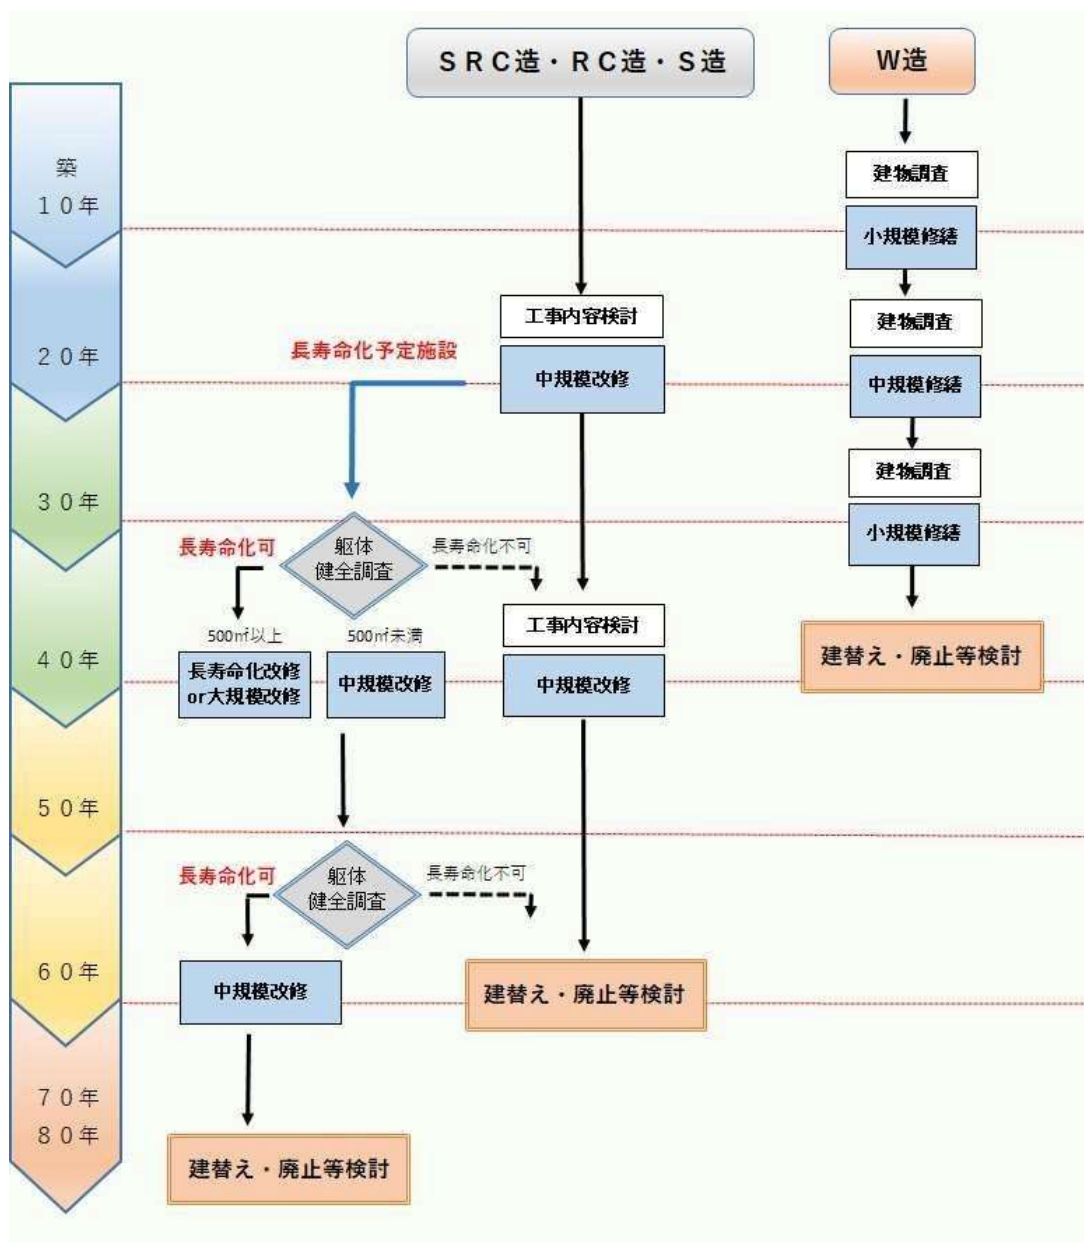 ＳＲＣ造・ＲＣ造・Ｓ造
Ｗ造
築
１０年
建物調査
小規模修繕
２０年
長寿命化予定施設
工事内容検討
中規模改修
建物調査
中規模修繕
３０年
建物調査
小規模修繕
長寿命化可
躯体
健全調査
長寿命化不可
４０年
500㎡以上
長寿命化改修
or大規模改修
500㎡未満
中規模改修
工事内容検討
中規模改修
建替え・廃止等検討
５０年
長寿命化可
躯体
健全調査
長寿命化不可
６０年
中規模改修
建替え・廃止等検討
７０年
８０年
建替え・廃止等検討